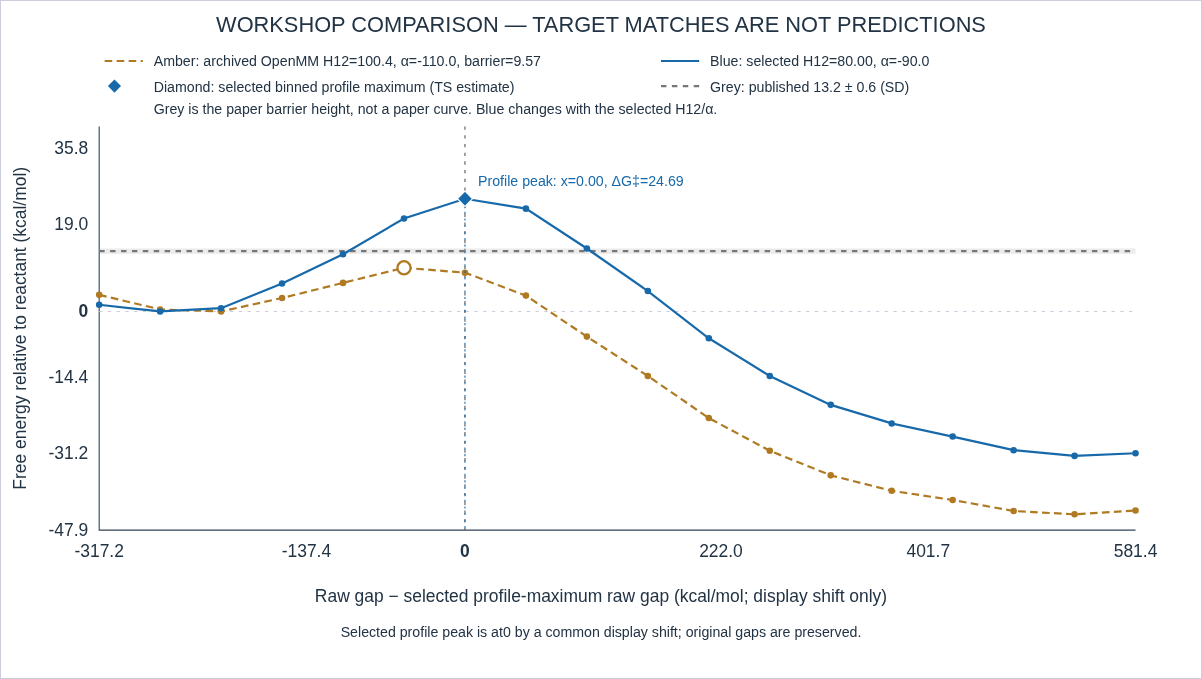 WORKSHOP COMPARISON — TARGET MATCHES ARE NOT PREDICTIONS
Amber: archived OpenMM H12=100.4, α=-110.0, barrier=9.57
Blue: selected H12=80.00, α=-90.0
Diamond: selected binned profile maximum (TS estimate)
Grey: published 13.2 ± 0.6 (SD)
Grey is the paper barrier height, not a paper curve. Blue changes with the selected H12/α.
Free energy relative to reactant (kcal/mol)
35.8
19.0
0
-14.4
-31.2
-47.9
Profile peak: x=0.00, ΔG‡=24.69
-317.2
-137.4
0
222.0
401.7
581.4
Raw gap − selected profile-maximum raw gap (kcal/mol; display shift only)
Selected profile peak is at0 by a common display shift; original gaps are preserved.